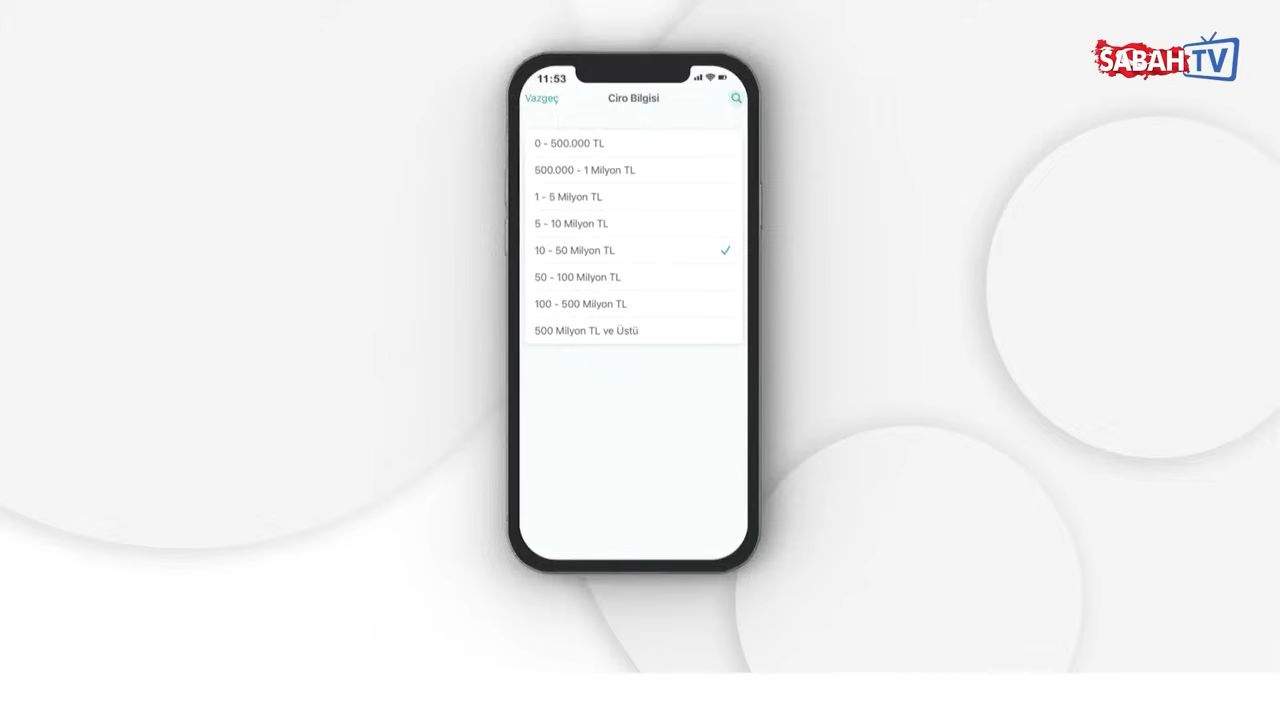 SABAH TV
11:53
Vazgeç Ciro Bilgisi
0 - 500.000 TL
500.000 - 1 Milyon TL
1 - 5 Milyon TL
5 - 10 Milyon TL
10 - 50 Milyon TL
50 - 100 Milyon TL
100 - 500 Milyon TL
500 Milyon TL ve Üstü